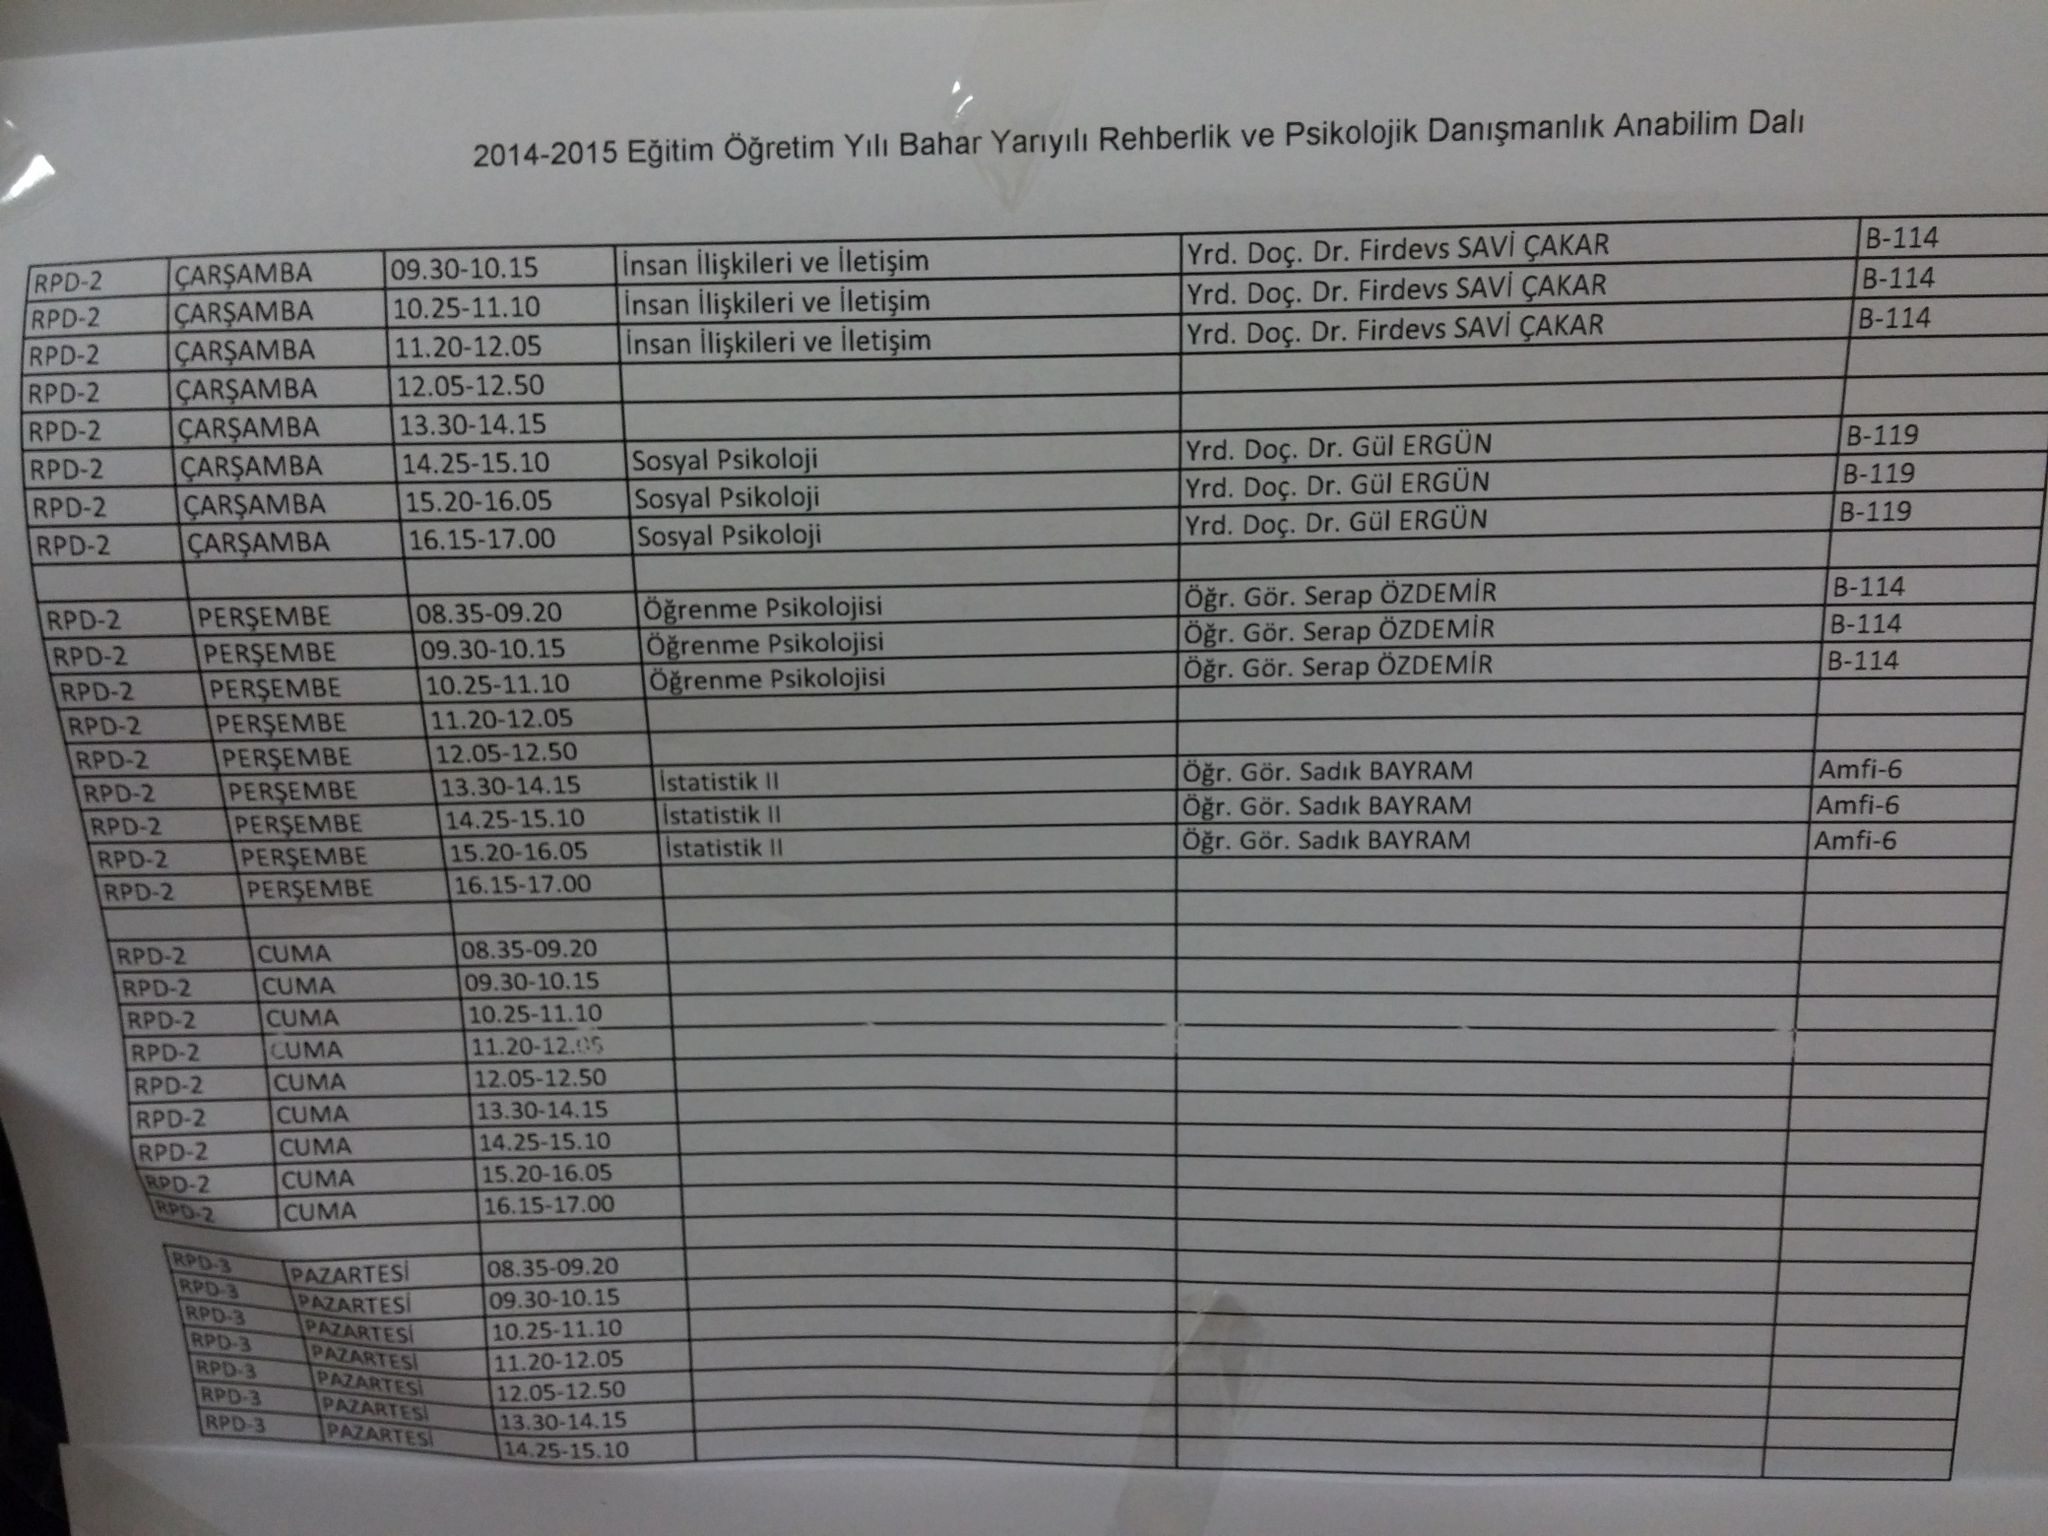 2014-2015 Eğitim Öğretim Yılı Bahar Yarıyılı Rehberlik ve Psikolojik Danışmanlık Anabilim Dalı
RPD-2 ÇARŞAMBA 09.30-10.15 İnsan İlişkileri ve İletişim Yrd. Doç. Dr. Firdevs SAVİ ÇAKAR B-114
RPD-2 ÇARŞAMBA 10.25-11.10 İnsan İlişkileri ve İletişim Yrd. Doç. Dr. Firdevs SAVİ ÇAKAR B-114
RPD-2 ÇARŞAMBA 11.20-12.05 İnsan İlişkileri ve İletişim Yrd. Doç. Dr. Firdevs SAVİ ÇAKAR B-114
RPD-2 ÇARŞAMBA 12.05-12.50
RPD-2 ÇARŞAMBA 13.30-14.15
RPD-2 ÇARŞAMBA 14.25-15.10 Sosyal Psikoloji Yrd. Doç. Dr. Gül ERGÜN B-119
RPD-2 ÇARŞAMBA 15.20-16.05 Sosyal Psikoloji Yrd. Doç. Dr. Gül ERGÜN B-119
RPD-2 ÇARŞAMBA 16.15-17.00 Sosyal Psikoloji Yrd. Doç. Dr. Gül ERGÜN B-119
RPD-2 PERŞEMBE 08.35-09.20 Öğrenme Psikolojisi Öğr. Gör. Serap ÖZDEMİR B-114
RPD-2 PERŞEMBE 09.30-10.15 Öğrenme Psikolojisi Öğr. Gör. Serap ÖZDEMİR B-114
RPD-2 PERŞEMBE 10.25-11.10 Öğrenme Psikolojisi Öğr. Gör. Serap ÖZDEMİR B-114
RPD-2 PERŞEMBE 11.20-12.05
RPD-2 PERŞEMBE 12.05-12.50
RPD-2 PERŞEMBE 13.30-14.15 İstatistik II Öğr. Gör. Sadık BAYRAM Amfi-6
RPD-2 PERŞEMBE 14.25-15.10 İstatistik II Öğr. Gör. Sadık BAYRAM Amfi-6
RPD-2 PERŞEMBE 15.20-16.05 İstatistik II Öğr. Gör. Sadık BAYRAM Amfi-6
RPD-2 PERŞEMBE 16.15-17.00
RPD-2 CUMA 08.35-09.20
RPD-2 CUMA 09.30-10.15
RPD-2 CUMA 10.25-11.10
RPD-2 CUMA 11.20-12.05
RPD-2 CUMA 12.05-12.50
RPD-2 CUMA 13.30-14.15
RPD-2 CUMA 14.25-15.10
RPD-2 CUMA 15.20-16.05
RPD-2 CUMA 16.15-17.00
RPD-3 PAZARTESİ 08.35-09.20
RPD-3 PAZARTESİ 09.30-10.15
RPD-3 PAZARTESİ 10.25-11.10
RPD-3 PAZARTESİ 11.20-12.05
RPD-3 PAZARTESİ 12.05-12.50
RPD-3 PAZARTESİ 13.30-14.15
RPD-3 PAZARTESİ 14.25-15.10